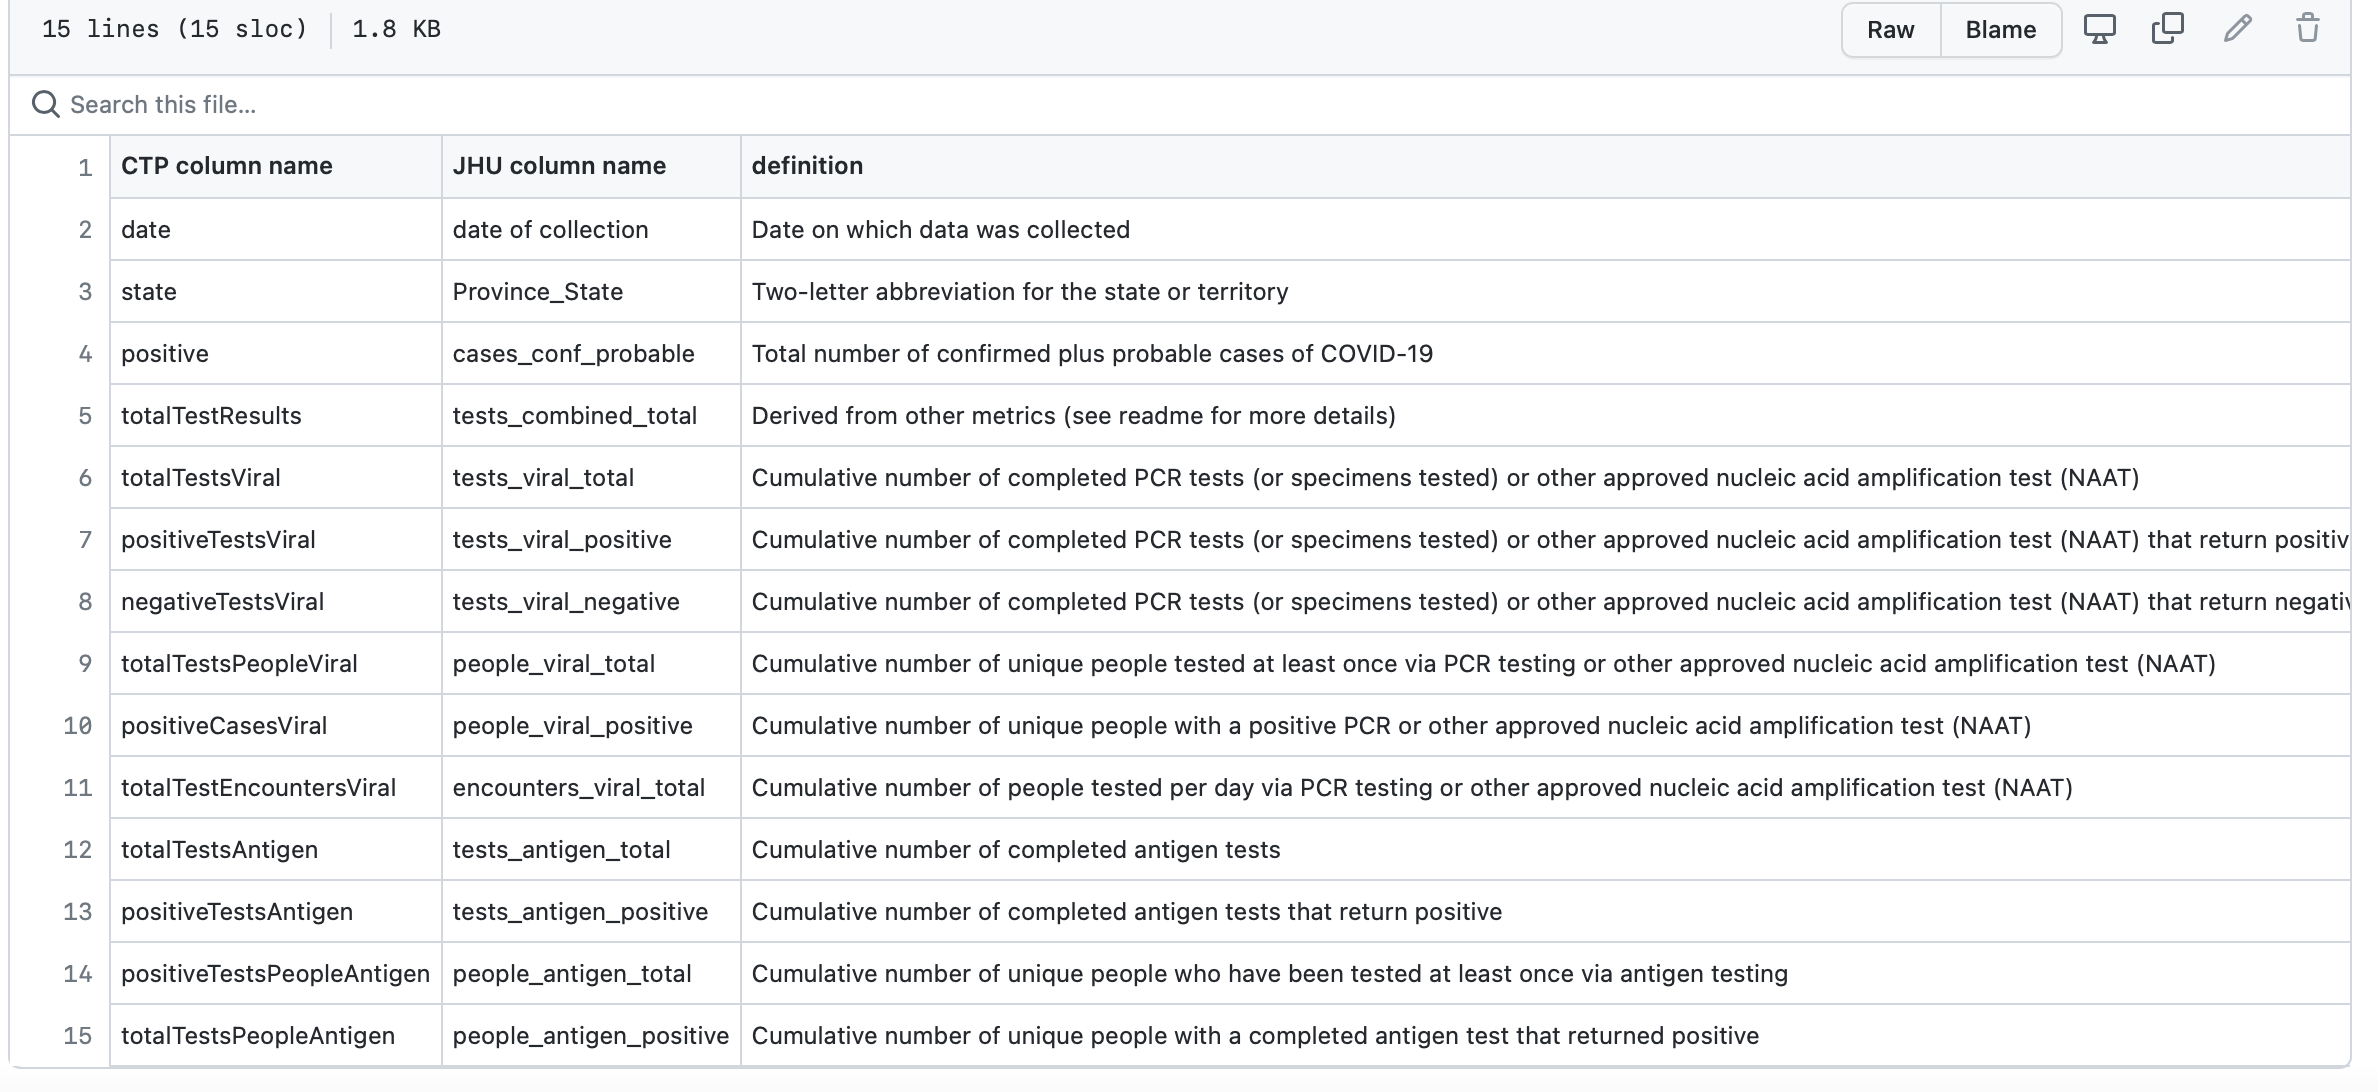 15 lines (15 sloc) 1.8 KB Raw Blame
Search this file...
1 CTP column name JHU column name definition
2 date date of collection Date on which data was collected
3 state Province_State Two-letter abbreviation for the state or territory
4 positive cases_conf_probable Total number of confirmed plus probable cases of COVID-19
5 totalTestResults tests_combined_total Derived from other metrics (see readme for more details)
6 totalTestsViral tests_viral_total Cumulative number of completed PCR tests (or specimens tested) or other approved nucleic acid amplification test (NAAT)
7 positiveTestsViral tests_viral_positive Cumulative number of completed PCR tests (or specimens tested) or other approved nucleic acid amplification test (NAAT) that return positiv
8 negativeTestsViral tests_viral_negative Cumulative number of completed PCR tests (or specimens tested) or other approved nucleic acid amplification test (NAAT) that return negativ
9 totalTestsPeopleViral people_viral_total Cumulative number of unique people tested at least once via PCR testing or other approved nucleic acid amplification test (NAAT)
10 positiveCasesViral people_viral_positive Cumulative number of unique people with a positive PCR or other approved nucleic acid amplification test (NAAT)
11 totalTestEncountersViral encounters_viral_total Cumulative number of people tested per day via PCR testing or other approved nucleic acid amplification test (NAAT)
12 totalTestsAntigen tests_antigen_total Cumulative number of completed antigen tests
13 positiveTestsAntigen tests_antigen_positive Cumulative number of completed antigen tests that return positive
14 positiveTestsPeopleAntigen people_antigen_total Cumulative number of unique people who have been tested at least once via antigen testing
15 totalTestsPeopleAntigen people_antigen_positive Cumulative number of unique people with a completed antigen test that returned positive